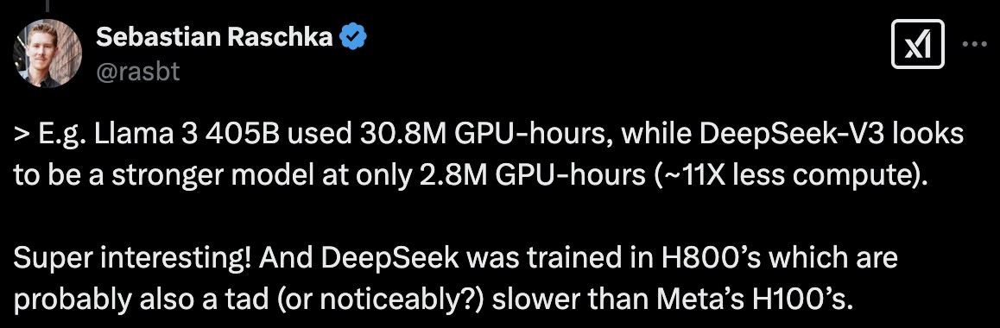 Sebastian Raschka
@rasbt
> E.g. Llama 3 405B used 30.8M GPU-hours, while DeepSeek-V3 looks
to be a stronger model at only 2.8M GPU-hours (~11X less compute).
Super interesting! And DeepSeek was trained in H800's which are
probably also a tad (or noticeably?) slower than Meta's H100's.